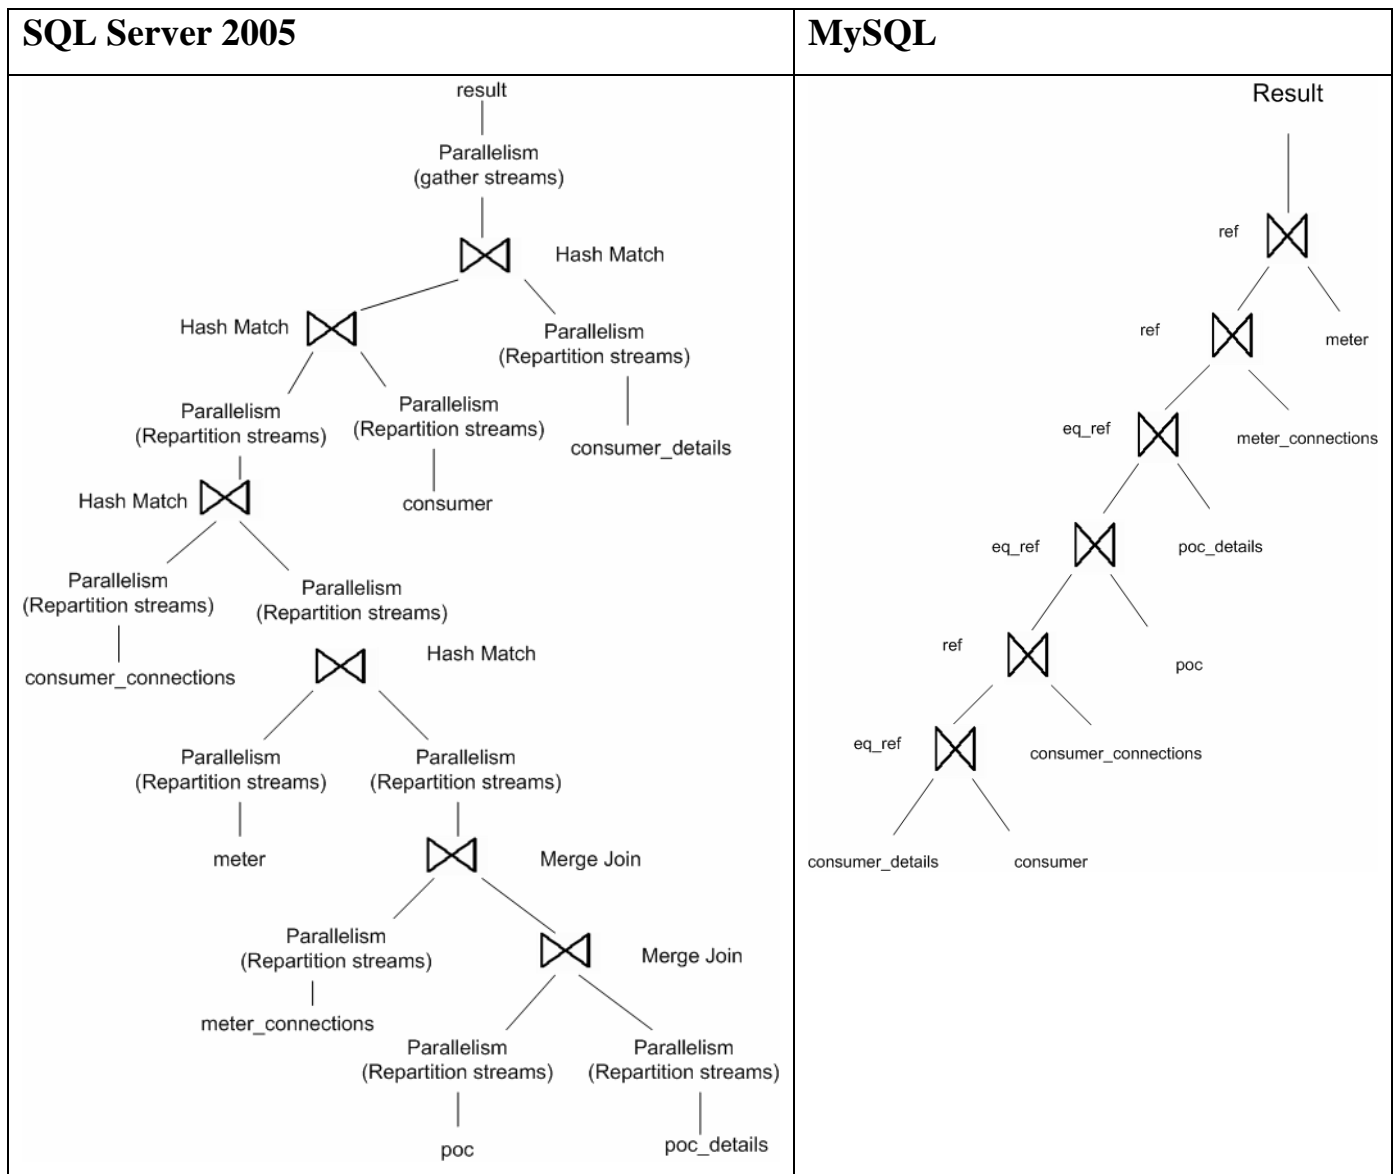 SQL Server 2005
MySQL
result
Parallelism
(gather streams)
Hash Match
Hash Match
Parallelism
(Repartition streams)
Parallelism
(Repartition streams)
Parallelism
(Repartition streams)
consumer_details
Hash Match
consumer
Parallelism
(Repartition streams)
Parallelism
(Repartition streams)
consumer_connections
Hash Match
Parallelism
(Repartition streams)
Parallelism
(Repartition streams)
meter
Merge Join
Parallelism
(Repartition streams)
Merge Join
meter_connections
Parallelism
(Repartition streams)
Parallelism
(Repartition streams)
poc
poc_details
Result
ref
ref
meter
eq_ref
meter_connections
eq_ref
poc_details
ref
poc
eq_ref
consumer_connections
consumer_details
consumer